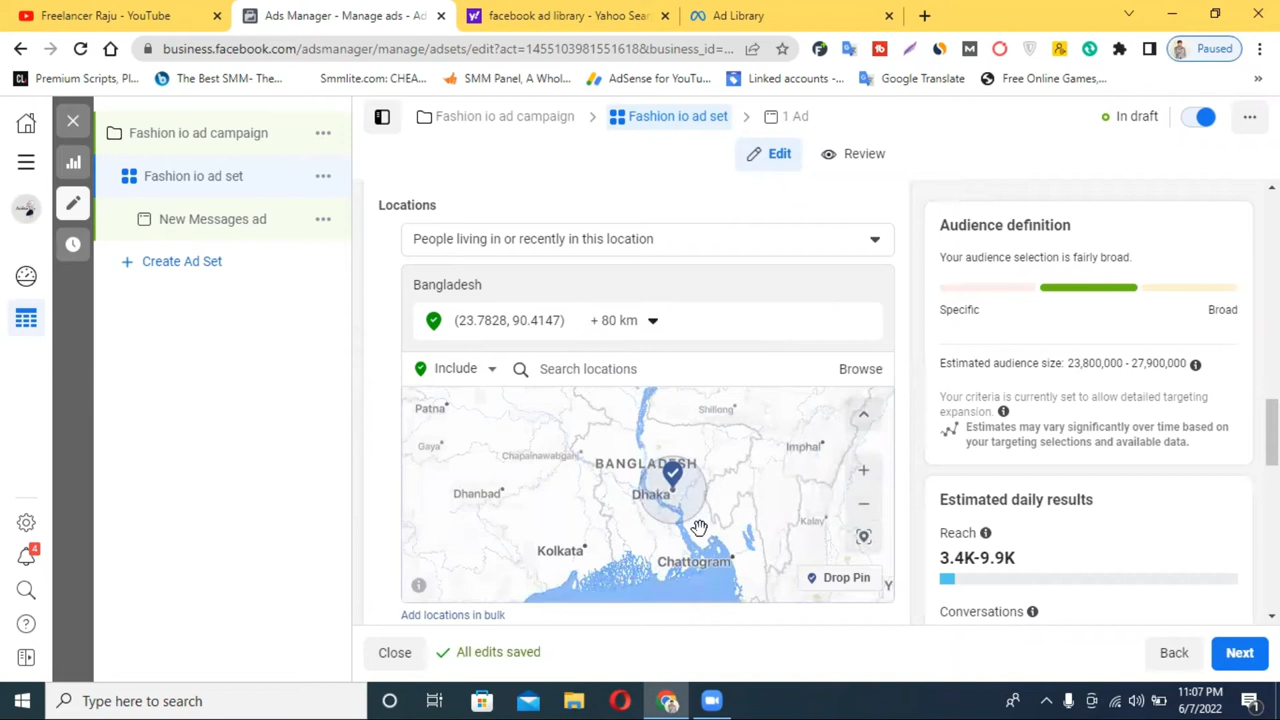 Freelancer Raju - YouTube
Ads Manager - Manage ads - Ad
facebook ad library - Yahoo Sear
Ad Library
business.facebook.com/adsmanager/manage/adsets/edit?act=1455103981551618&business_id=...
Paused
Premium Scripts, Pl...
The Best SMM- The...
Smmlite.com: CHEA...
SMM Panel, A Whol...
AdSense for YouTu...
Linked accounts -...
Google Translate
Free Online Games,...
Fashion io ad campaign
Fashion io ad set
1 Ad
In draft
Edit
Review
Fashion io ad campaign
Fashion io ad set
New Messages ad
Create Ad Set
4
Locations
People living in or recently in this location
Bangladesh
(23.7828, 90.4147)
+ 80 km
Include
Search locations
Browse
Patna
Shillong
Gaya
Chapainawabganj
Imphal
BANGLADESH
Dhanbad
Dhaka
Kalay
Kolkata
Chattogram
Drop Pin
Y
Add locations in bulk
Audience definition
Your audience selection is fairly broad.
Specific
Broad
Estimated audience size: 23,800,000 - 27,900,000
Your criteria is currently set to allow detailed targeting
expansion.
Estimates may vary significantly over time based on
your targeting selections and available data.
Estimated daily results
Reach
3.4K-9.9K
Conversations
Close
All edits saved
Back
Next
Type here to search
11:07 PM
6/7/2022
1